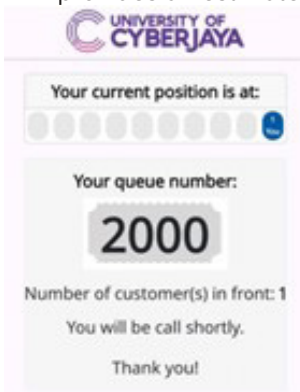 UNIVERSITY OF
CYBERJAYA
Your current position is at:
1
You
Your queue number:
2000
Number of customer(s) in front: 1
You will be call shortly.
Thank you!